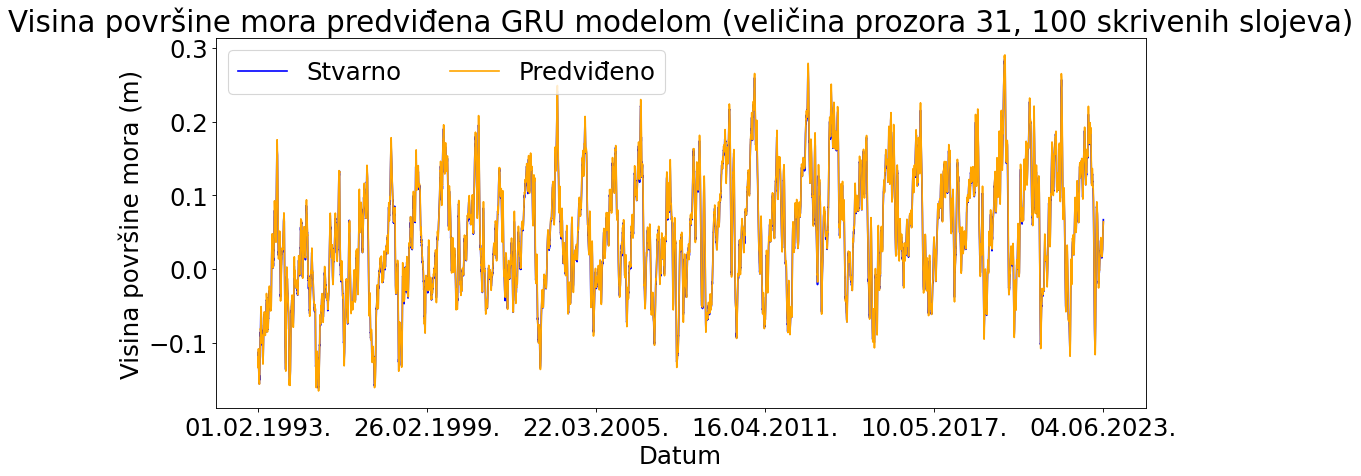 Visina površine mora predviđena GRU modelom (veličina prozora 31, 100 skrivenih slojeva)
Stvarno Predviđeno
Visina površine mora (m)
0.3
0.2
0.1
0.0
−0.1
01.02.1993. 26.02.1999. 22.03.2005. 16.04.2011. 10.05.2017. 04.06.2023.
Datum